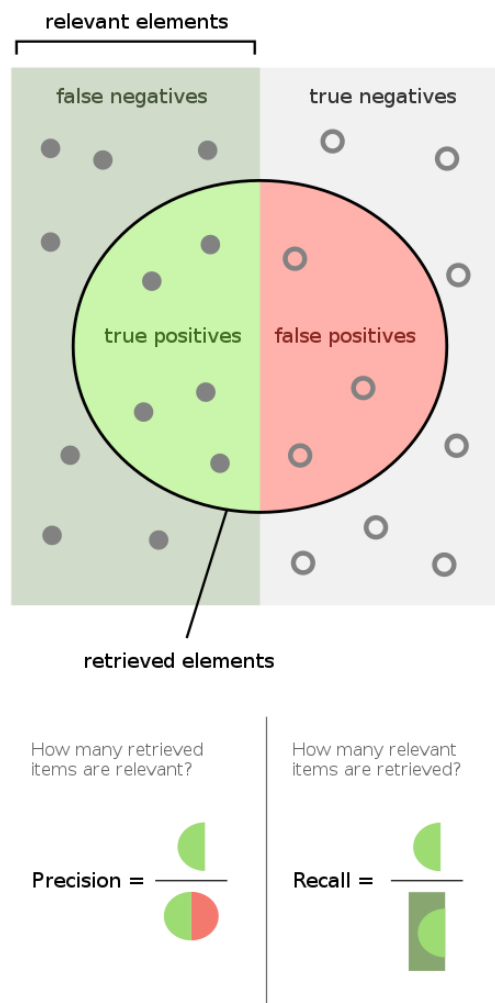 relevant elements
false negatives
true negatives
true positives
false positives
retrieved elements
How many retrieved
items are relevant?
Precision =
How many relevant
items are retrieved?
Recall =